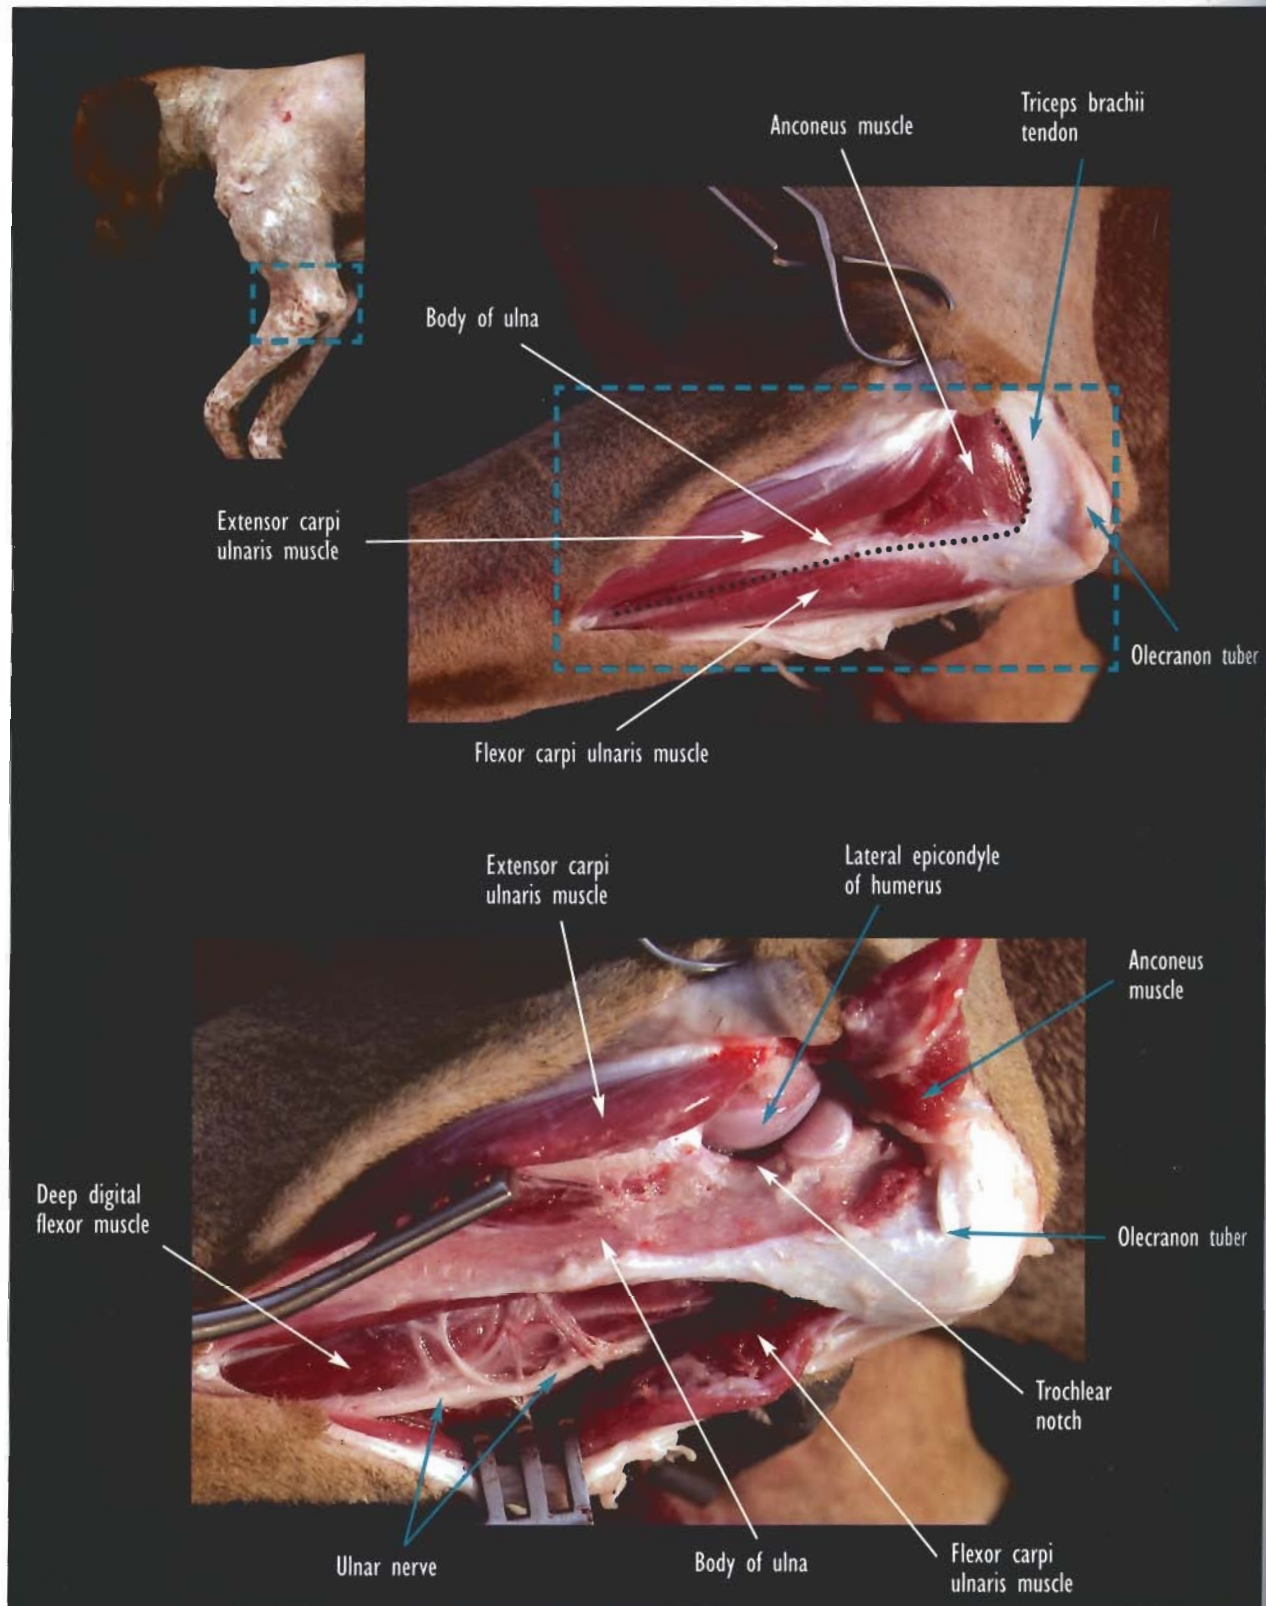 Triceps brachii
tendon
Anconeus muscle
Body of ulna
Extensor carpi
ulnaris muscle
Olecranon tuber
Flexor carpi ulnaris muscle
Extensor carpi
ulnaris muscle
Lateral epicondyle
of humerus
Anconeus
muscle
Deep digital
flexor muscle
Olecranon tuber
Trochlear
notch
Ulnar nerve
Body of ulna
Flexor carpi
ulnaris muscle